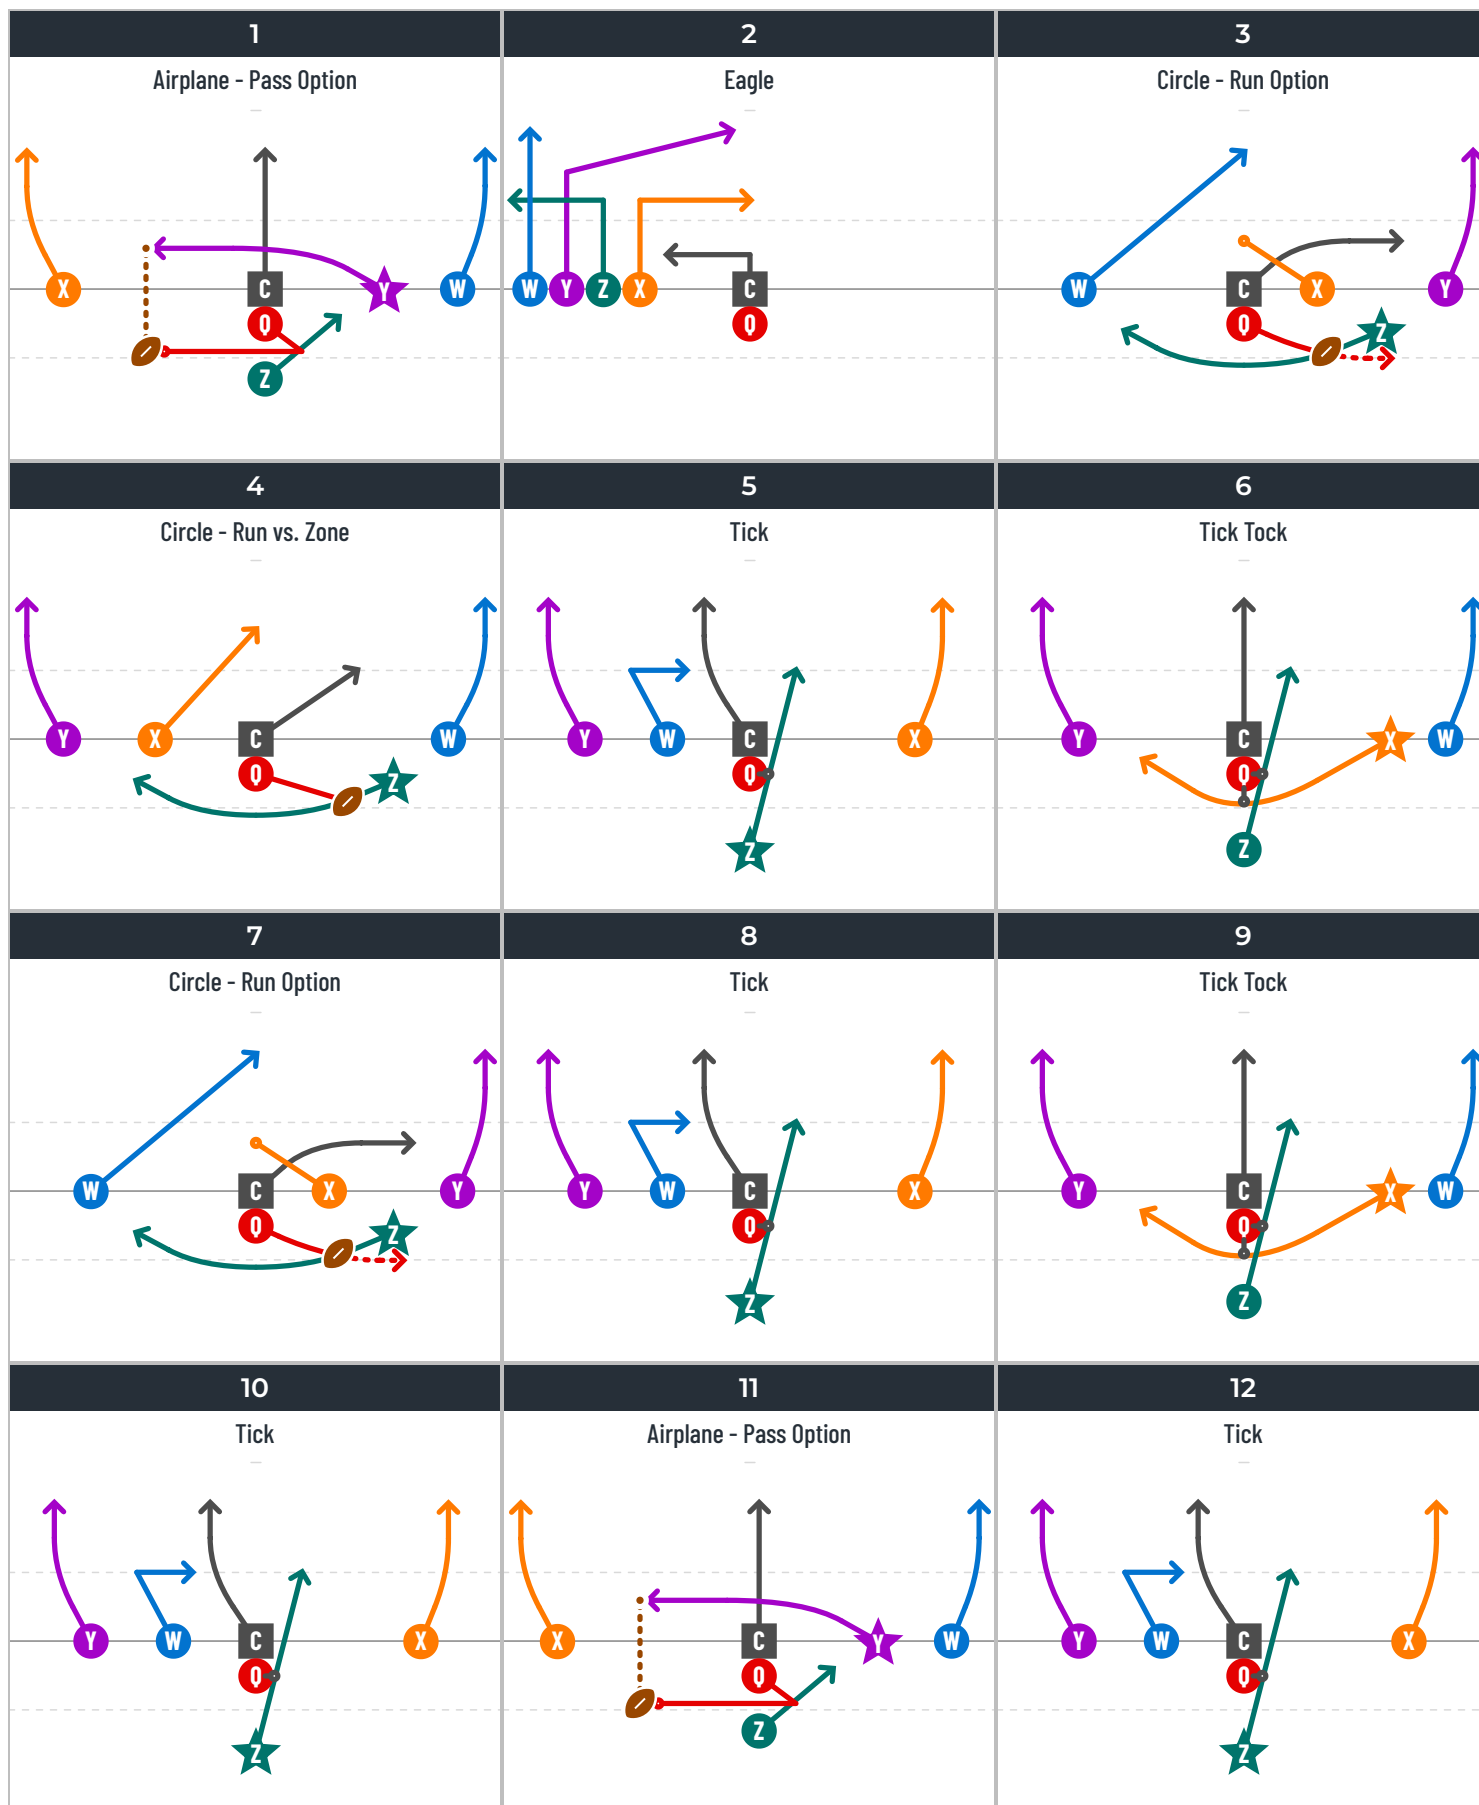 1 2 3
Airplane - Pass Option Eagle Circle - Run Option
X C Y W Q Z
W Y Z X C Q
W C X Y Q Z
4 5 6
Circle - Run vs. Zone Tick Tick Tock
Y X C W Q Z
Y W C X Q Z
Y C X W Q Z
7 8 9
Circle - Run Option Tick Tick Tock
W C X Y Q Z
Y W C X Q Z
Y C X W Q Z
10 11 12
Tick Airplane - Pass Option Tick
Y W C X Q Z
X C Y W Q Z
Y W C X Q Z